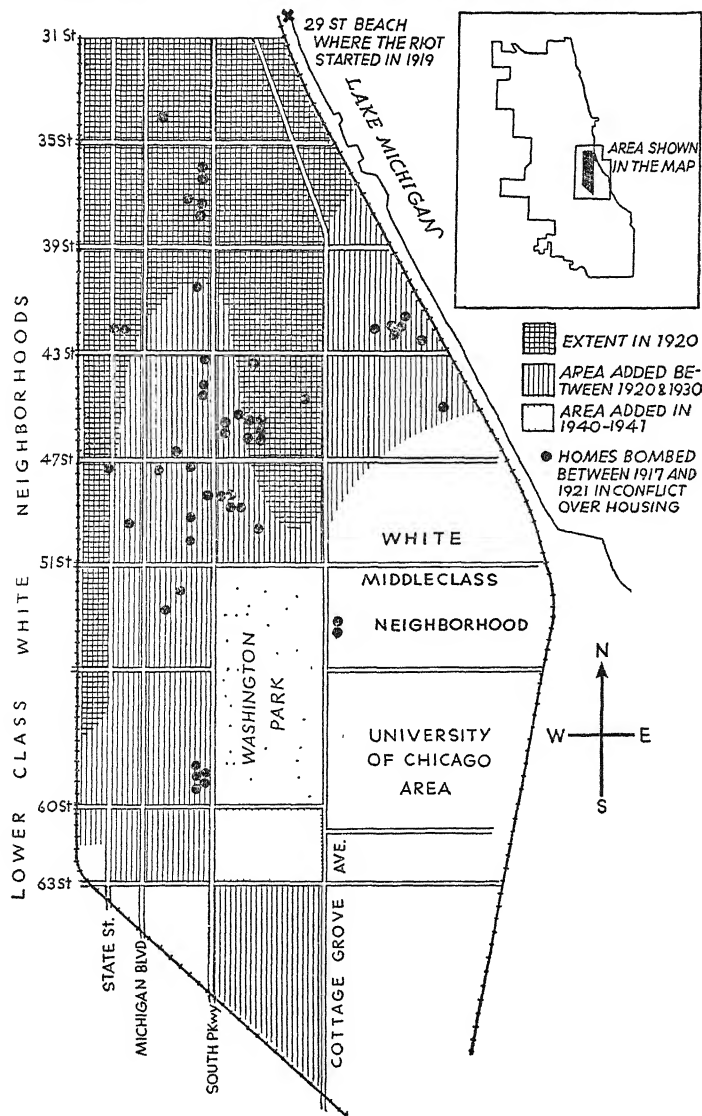 31 St
35St
39 St
43 St
47St
51St
60St
63St
29 ST BEACH
WHERE THE RIOT
STARTED IN 1919
LAKE MICHIGAN
AREA SHOWN
IN THE MAP
EXTENT IN 1920
AREA ADDED BE-
TWEEN 1920 & 1930
AREA ADDED IN
1940-1941
HOMES BOMBED
BETWEEN 1917 AND
1921 IN CONFLICT
OVER HOUSING
LOWER CLASS WHITE NEIGHBORHOODS
WHITE
MIDDLECLASS
NEIGHBORHOOD
WASHINGTON
PARK
UNIVERSITY
OF CHICAGO
AREA
N
W
E
S
STATE St.
MICHIGAN BLVD
SOUTH PKwy
COTTAGE GROVE AVE.